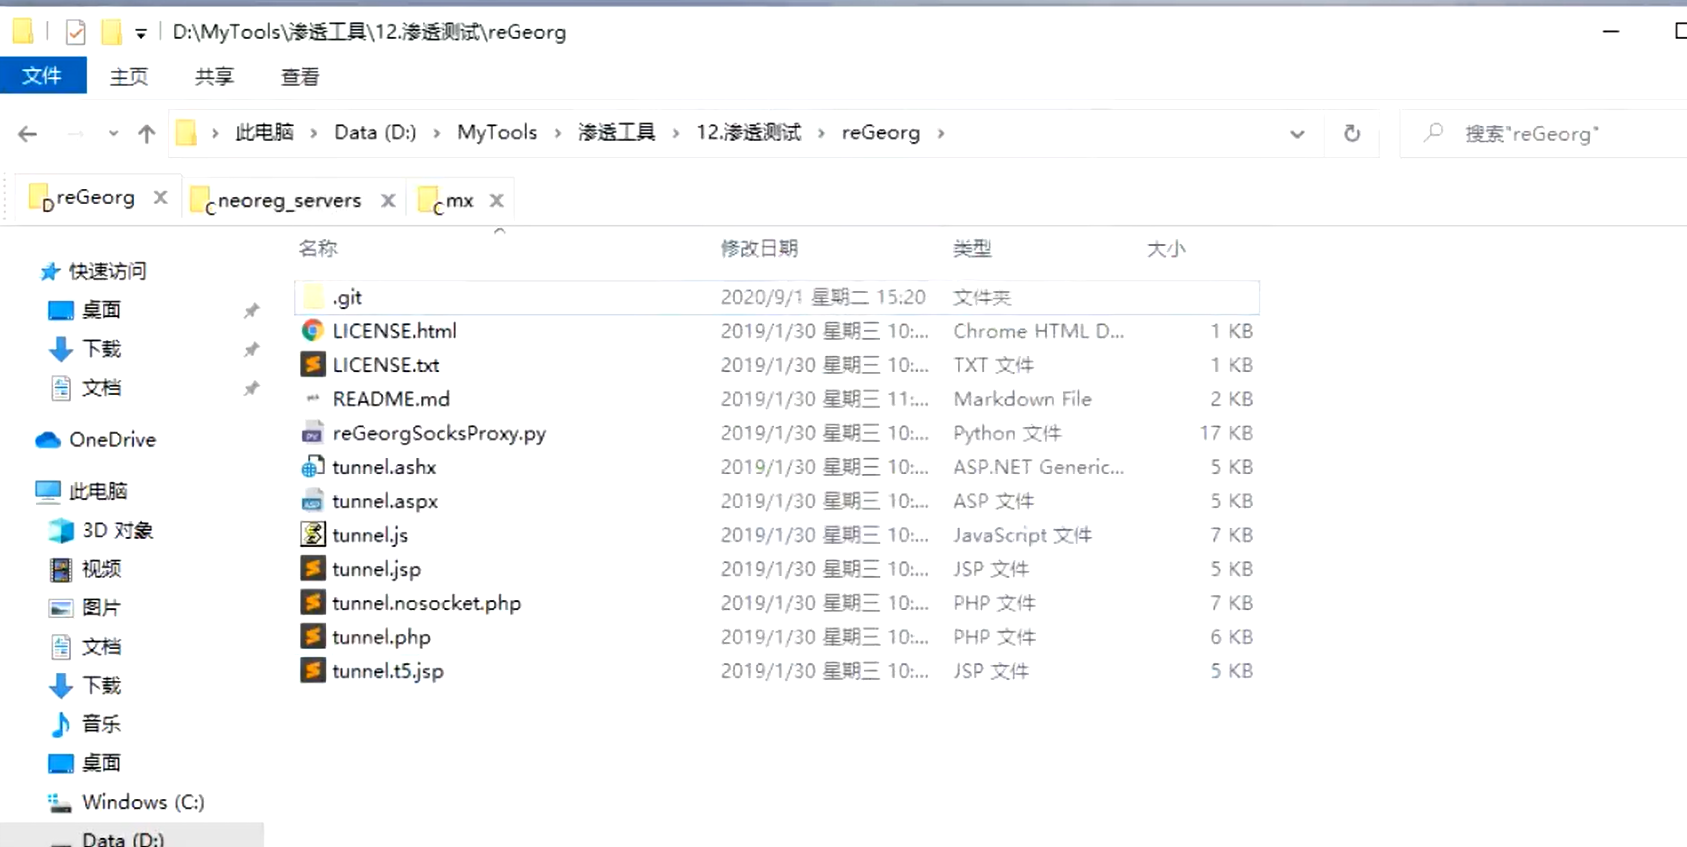 D:\MyTools\渗透工具\12.渗透测试\reGeorg
文件 主页 共享 查看
此电脑 Data (D:) MyTools 渗透工具 12.渗透测试 reGeorg 搜索"reGeorg"
reGeorg neoreg_servers mx
名称 修改日期 类型 大小
.git 2020/9/1 星期二 15:20 文件夹
LICENSE.html 2019/1/30 星期三 10:... Chrome HTML D... 1 KB
LICENSE.txt 2019/1/30 星期三 10:... TXT 文件 1 KB
README.md 2019/1/30 星期三 11:... Markdown File 2 KB
reGeorgSocksProxy.py 2019/1/30 星期三 10:... Python 文件 17 KB
tunnel.ashx 2019/1/30 星期三 10:... ASP.NET Generic... 5 KB
tunnel.aspx 2019/1/30 星期三 10:... ASP 文件 5 KB
tunnel.js 2019/1/30 星期三 10:... JavaScript 文件 7 KB
tunnel.jsp 2019/1/30 星期三 10:... JSP 文件 5 KB
tunnel.nosocket.php 2019/1/30 星期三 10:... PHP 文件 7 KB
tunnel.php 2019/1/30 星期三 10:... PHP 文件 6 KB
tunnel.t5.jsp 2019/1/30 星期三 10:... JSP 文件 5 KB
快速访问
桌面
下载
文档
OneDrive
此电脑
3D 对象
视频
图片
文档
下载
音乐
桌面
Windows (C:)
Data (D:)